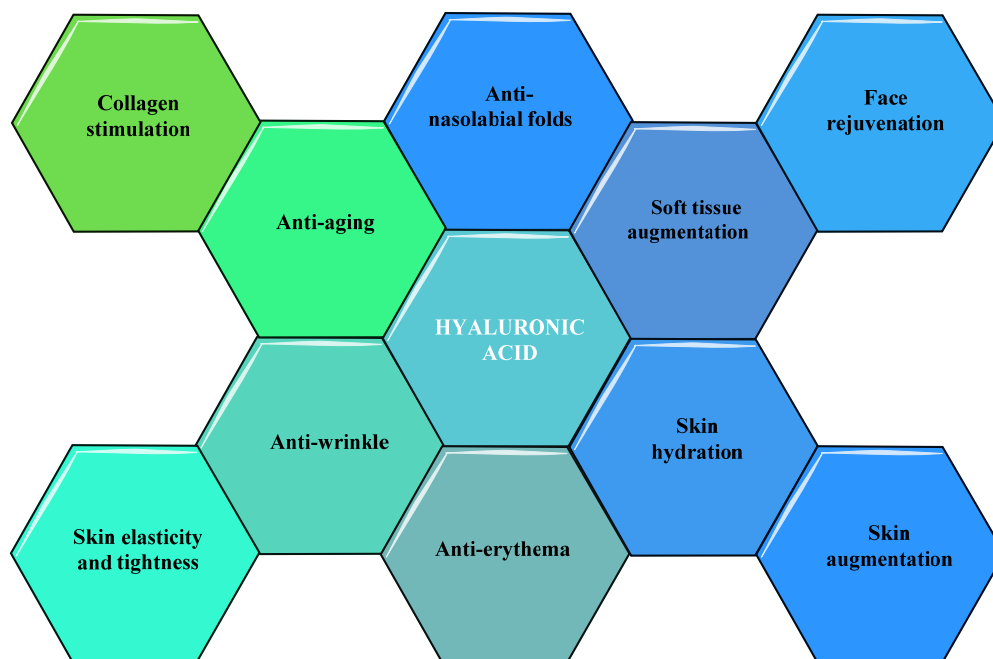 Collagen
stimulation
Anti-
nasolabial folds
Face
rejuvenation
Anti-aging
Soft tissue
augmentation
HYALURONIC
ACID
Anti-wrinkle
Skin
hydration
Skin elasticity
and tightness
Anti-erythema
Skin
augmentation